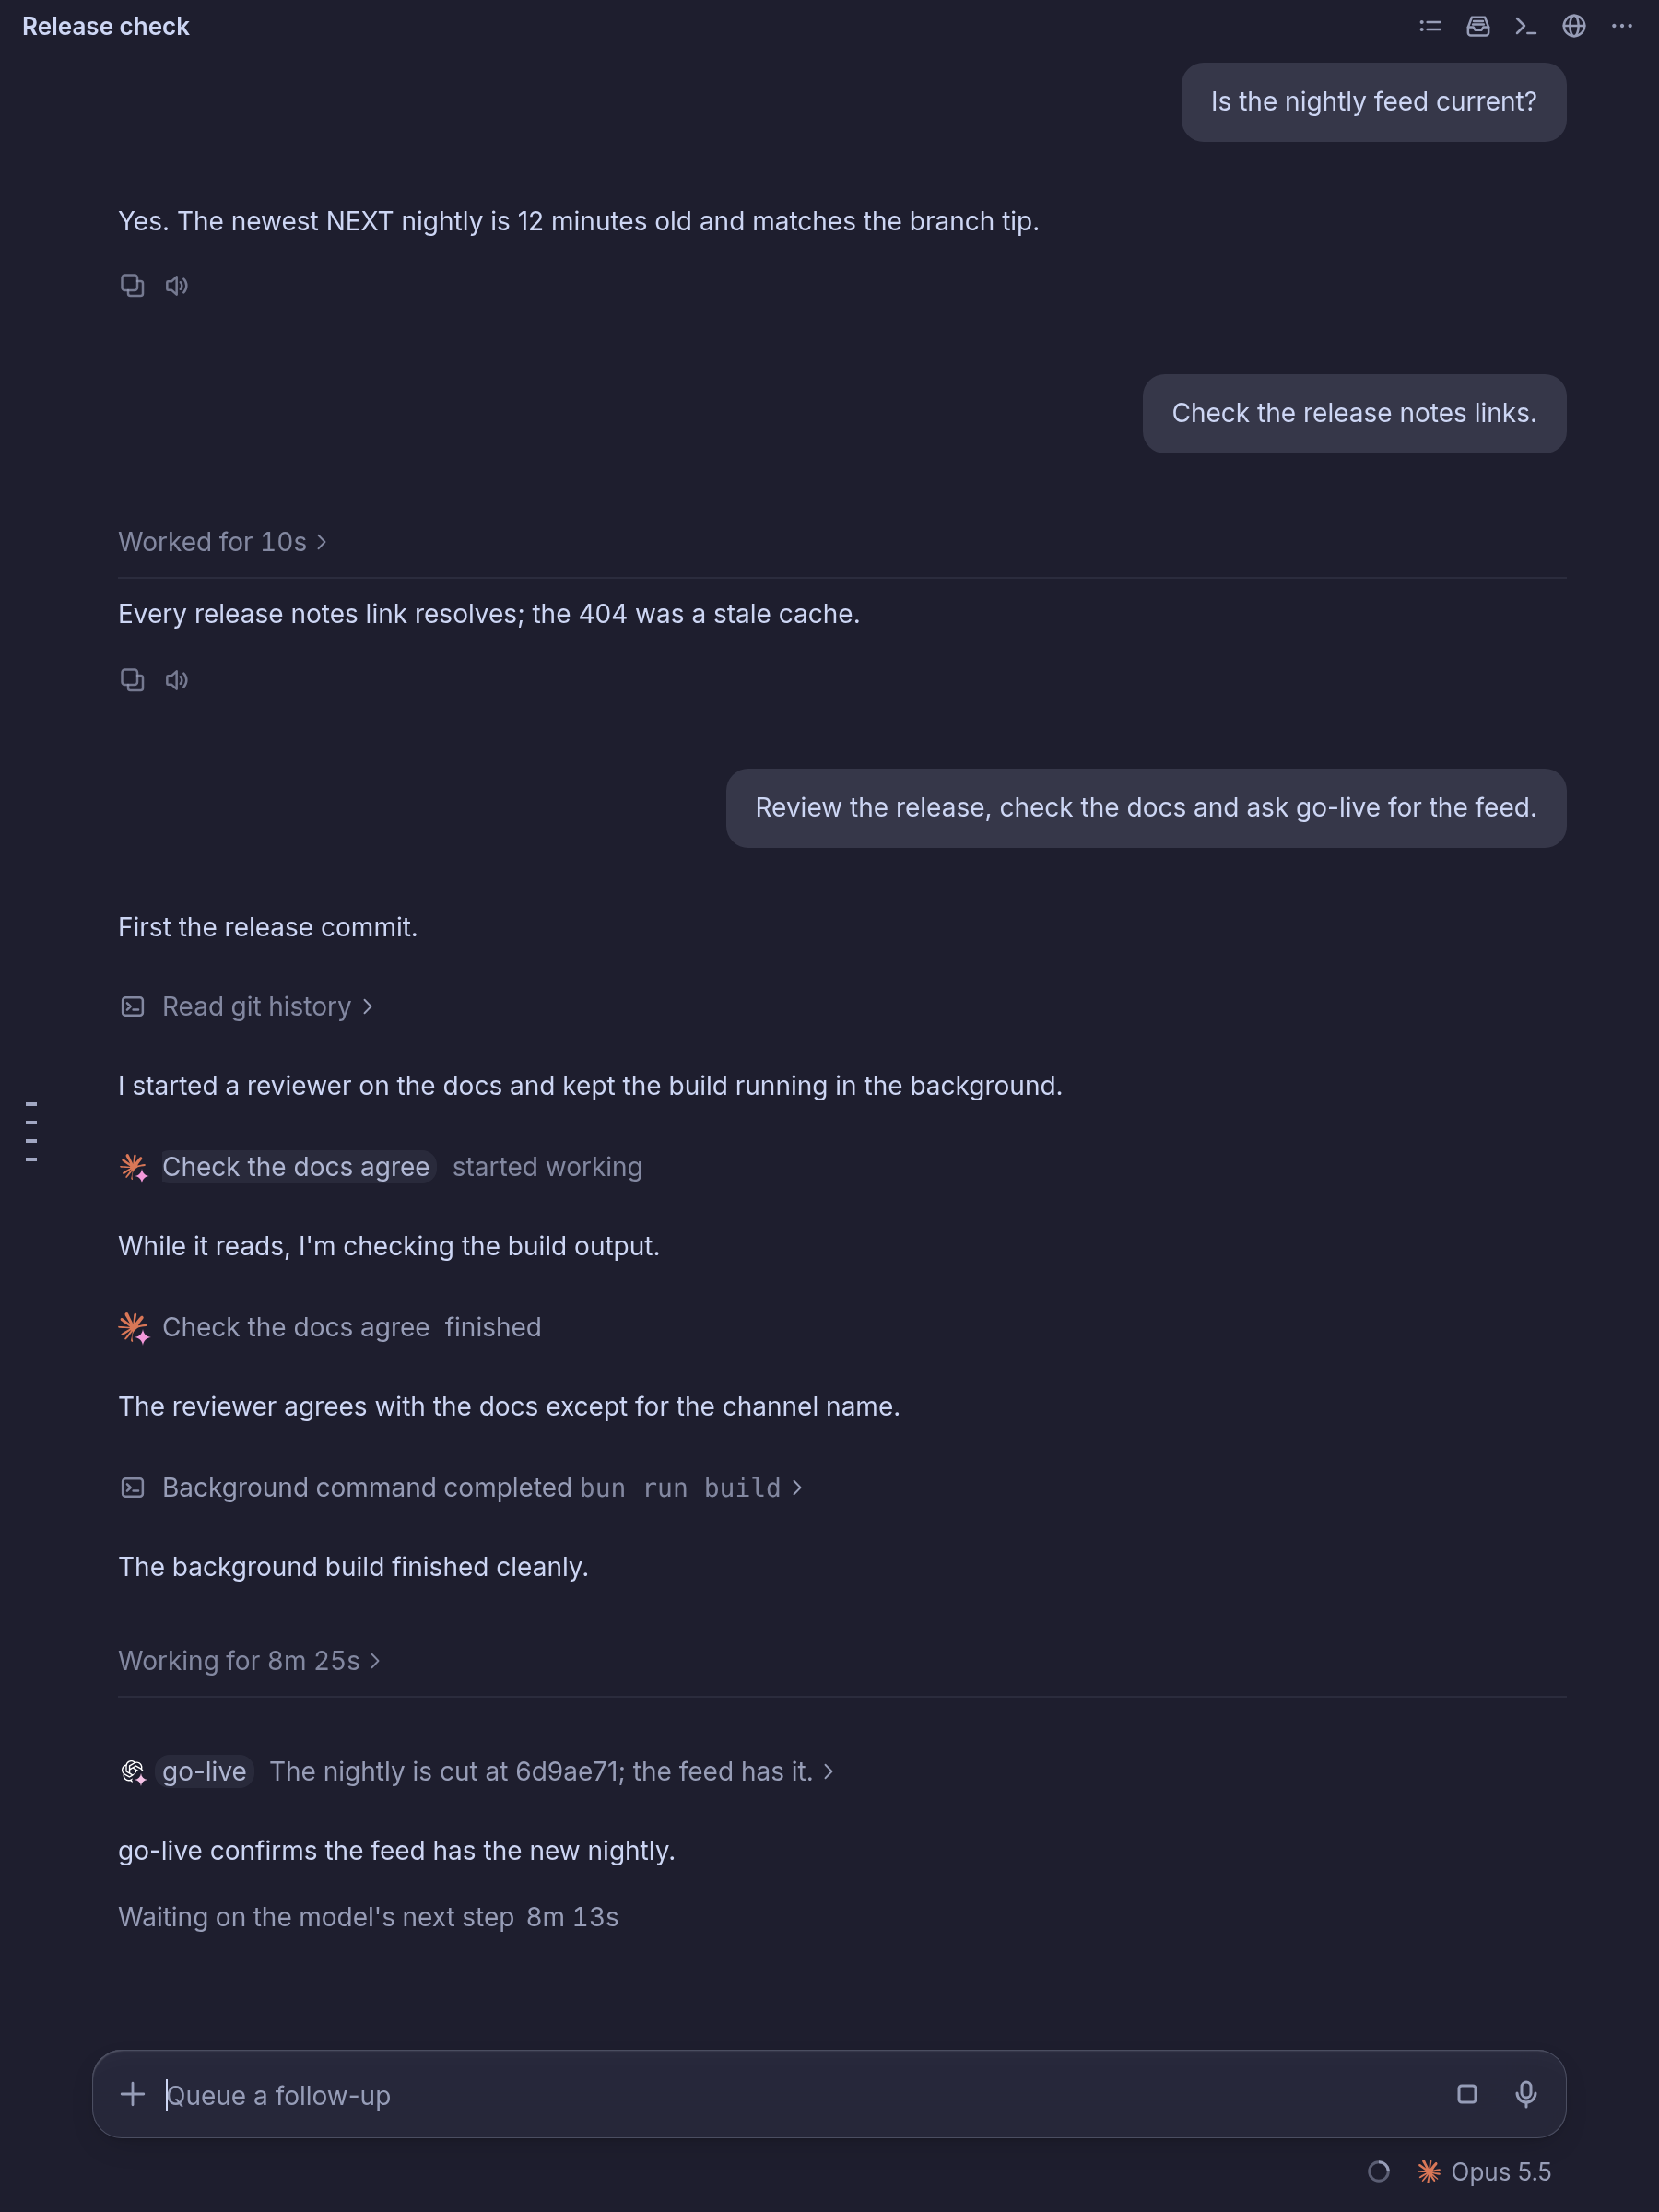 Release check
Is the nightly feed current?
Yes. The newest NEXT nightly is 12 minutes old and matches the branch tip.
Check the release notes links.
Worked for 10s
Every release notes link resolves; the 404 was a stale cache.
Review the release, check the docs and ask go-live for the feed.
First the release commit.
Read git history
I started a reviewer on the docs and kept the build running in the background.
Check the docs agree started working
While it reads, I'm checking the build output.
Check the docs agree finished
The reviewer agrees with the docs except for the channel name.
Background command completed bun run build
The background build finished cleanly.
Working for 8m 25s
go-live The nightly is cut at 6d9ae71; the feed has it.
go-live confirms the feed has the new nightly.
Waiting on the model's next step 8m 13s
Queue a follow-up
Opus 5.5